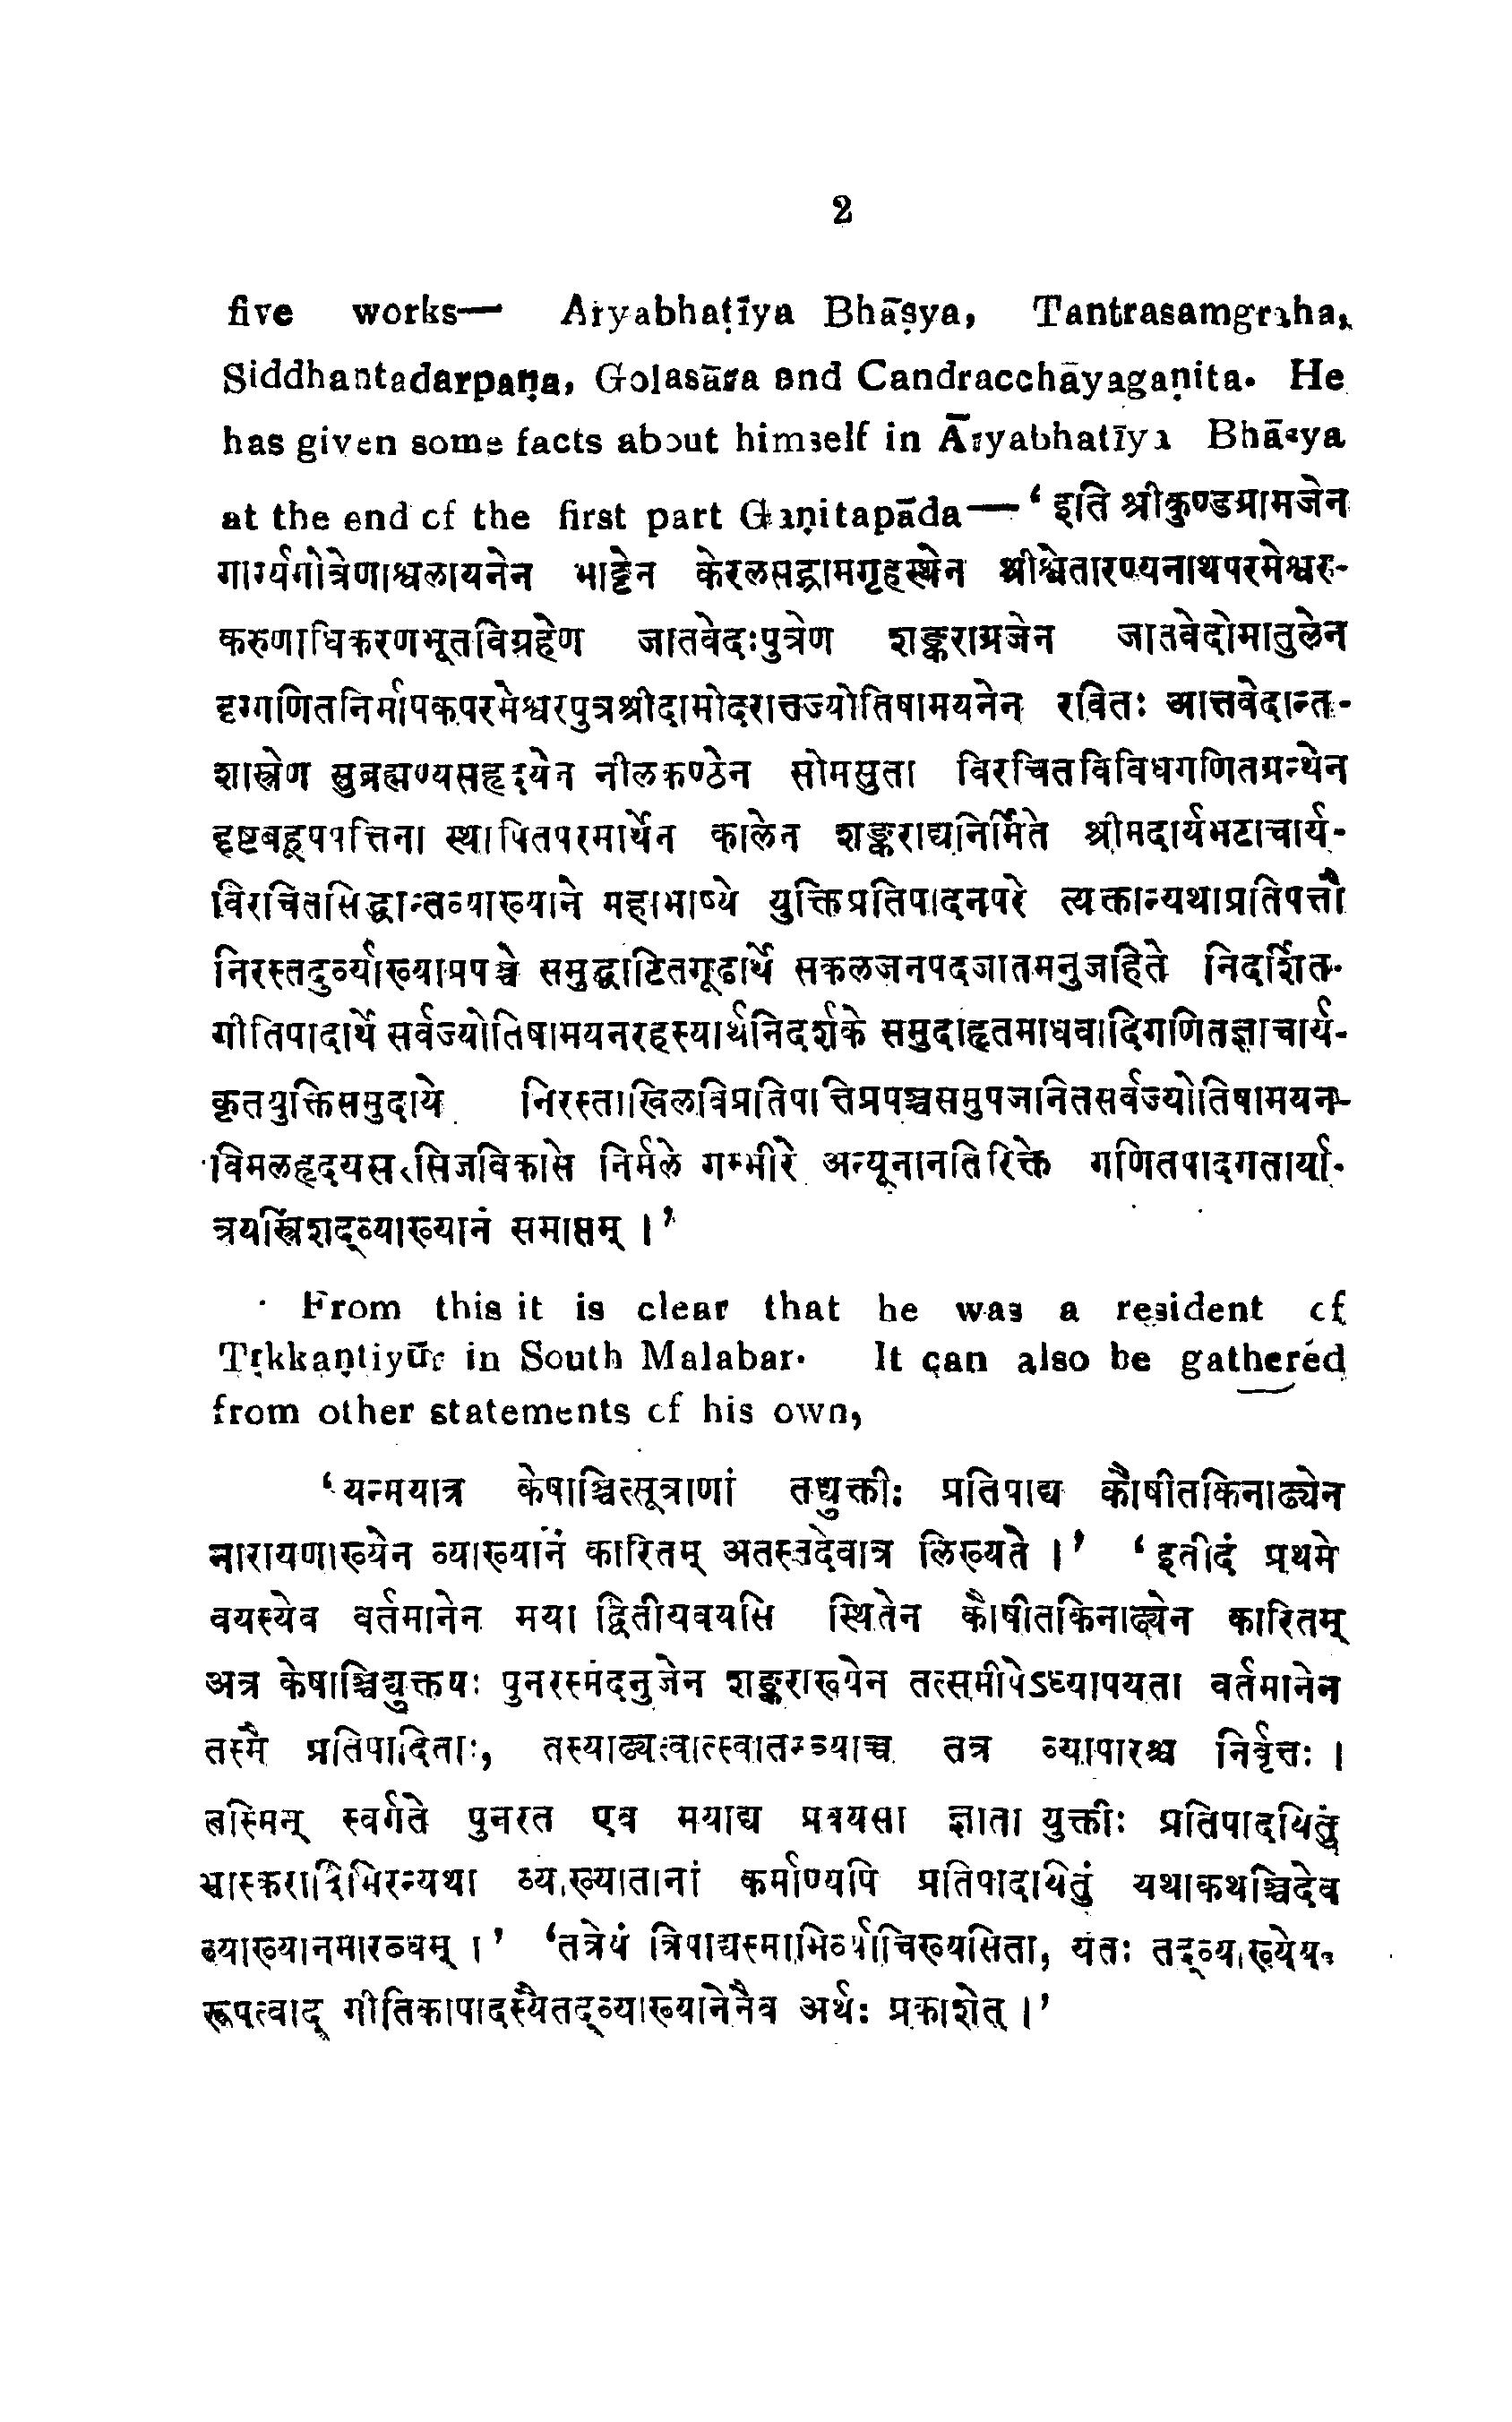 2
five works— Aryabhaṭīya Bhāṣya, Tantrasamgraha,
Siddhantadarpaṇa, Golasāra and Candracchāyagaṇita. He
has given some facts about himself in Āryabhatīya Bhāṣya
at the end of the first part Gaṇitapāda—‘इति श्रीकुण्डग्रामजेन
गार्ग्यगोत्रेणाश्वलायनेन भाट्टेन केरलसद्ग्रामगृहस्थेन श्रीश्वेतारण्यनाथपरमेश्वर-
करुणाधिकरणभूतविग्रहेण जातवेदःपुत्रेण शङ्कराग्रजेन जातवेदोमातुलेन
दृग्गणितनिर्मापकपरमेश्वरपुत्रश्रीदामोदरात्तज्योतिषामयनेन रवितः आत्तवेदान्त-
शास्त्रेण सुब्रह्मण्यसहृदयेन नीलकण्ठेन सोमसुता विरचितविविधगणितग्रन्थेन
दृष्टबहूपपत्तिना स्थापितपरमार्थेन कालेन शङ्कराद्यनिर्मिते श्रीमदार्यभटाचार्य-
विरचितसिद्धान्तव्याख्याने महाभाष्ये युक्तिप्रतिपादनपरे त्यक्तान्यथाप्रतिपत्तौ
निरस्तदुर्व्याख्याप्रपञ्चे समुद्घाटितगूढार्थे सकलजनपदजातमनुजहिते निदर्शित-
गीतिपादार्थे सर्वज्योतिषामयनरहस्यार्थनिदर्शके समुदाहृतमाधवादिगणितज्ञाचार्य-
कृतयुक्तिसमुदाये निरस्ताखिलविप्रतिपत्तिप्रपञ्चसमुपजनितसर्वज्योतिषामयन-
विमलहृदयसरसिजविकासे निर्मले गम्भीरे अन्यूनानतिरिक्ते गणितपादगतार्या-
त्रयस्त्रिंशद्व्याख्यानं समाप्तम् ।’
From this it is clear that he was a resident of
Tṛkkaṇtiyūr in South Malabar. It can also be gathered
from other statements of his own,
‘यन्मयात्र केषाञ्चित्सूत्राणां तद्युक्तीः प्रतिपाद्य कौषीतकिनाढ्येन
नारायणाख्येन व्याख्यानं कारितम् अतस्तदेवात्र लिख्यते ।’ ‘इतीदं प्रथमे
वयस्येव वर्तमानेन मया द्वितीयवयसि स्थितेन कौषीतकिनाढ्येन कारितम्
अत्र केषाञ्चिद्युक्तयः पुनरस्मदनुजेन शङ्कराख्येन तत्समीपेऽध्यापयता वर्तमानेन
तस्मै प्रतिपादिताः, तस्याढ्यत्वात्स्वातन्त्र्याच्च तत्र व्यापारश्च निर्वृत्तः ।
तस्मिन् स्वर्गते पुनरत एव मयाद्य प्रवयसा ज्ञाता युक्तीः प्रतिपादयितुं
भास्करादिभिरन्यथा व्याख्यातानां कर्माण्यपि प्रतिपादयितुं यथाकथञ्चिदेव
व्याख्यानमारब्धम् ।’ ‘तत्रेयं त्रिपाद्यस्माभिर्व्याचिख्यसिता, यतः तद्व्याख्येय-
रूपत्वाद् गीतिकापादस्यैतद्व्याख्यानेनैव अर्थः प्रकाशेत् ।’